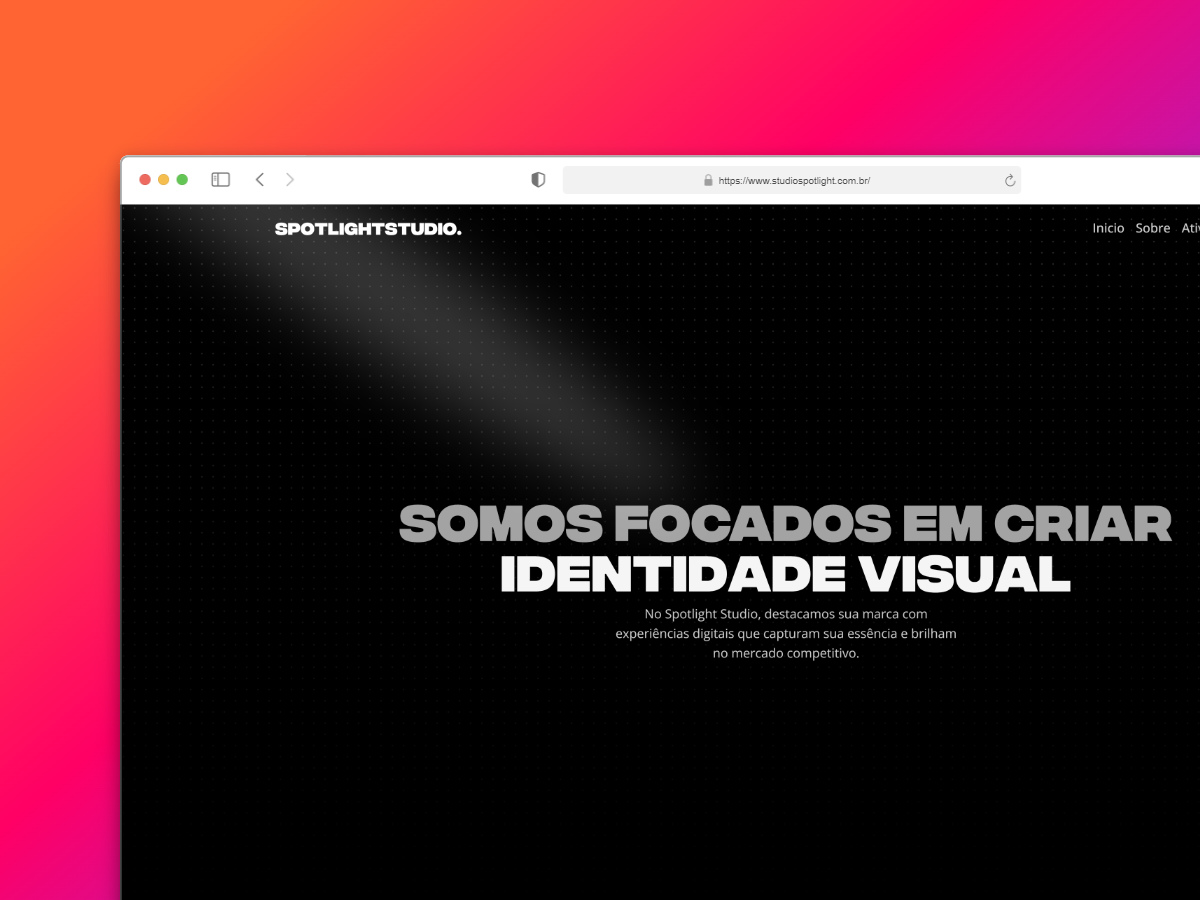 https://www.studiospotlight.com.br/
SPOTLIGHTSTUDIO.
Inicio Sobre
SOMOS FOCADOS EM CRIAR
IDENTIDADE VISUAL
No Spotlight Studio, destacamos sua marca com
experiências digitais que capturam sua essência e brilham
no mercado competitivo.